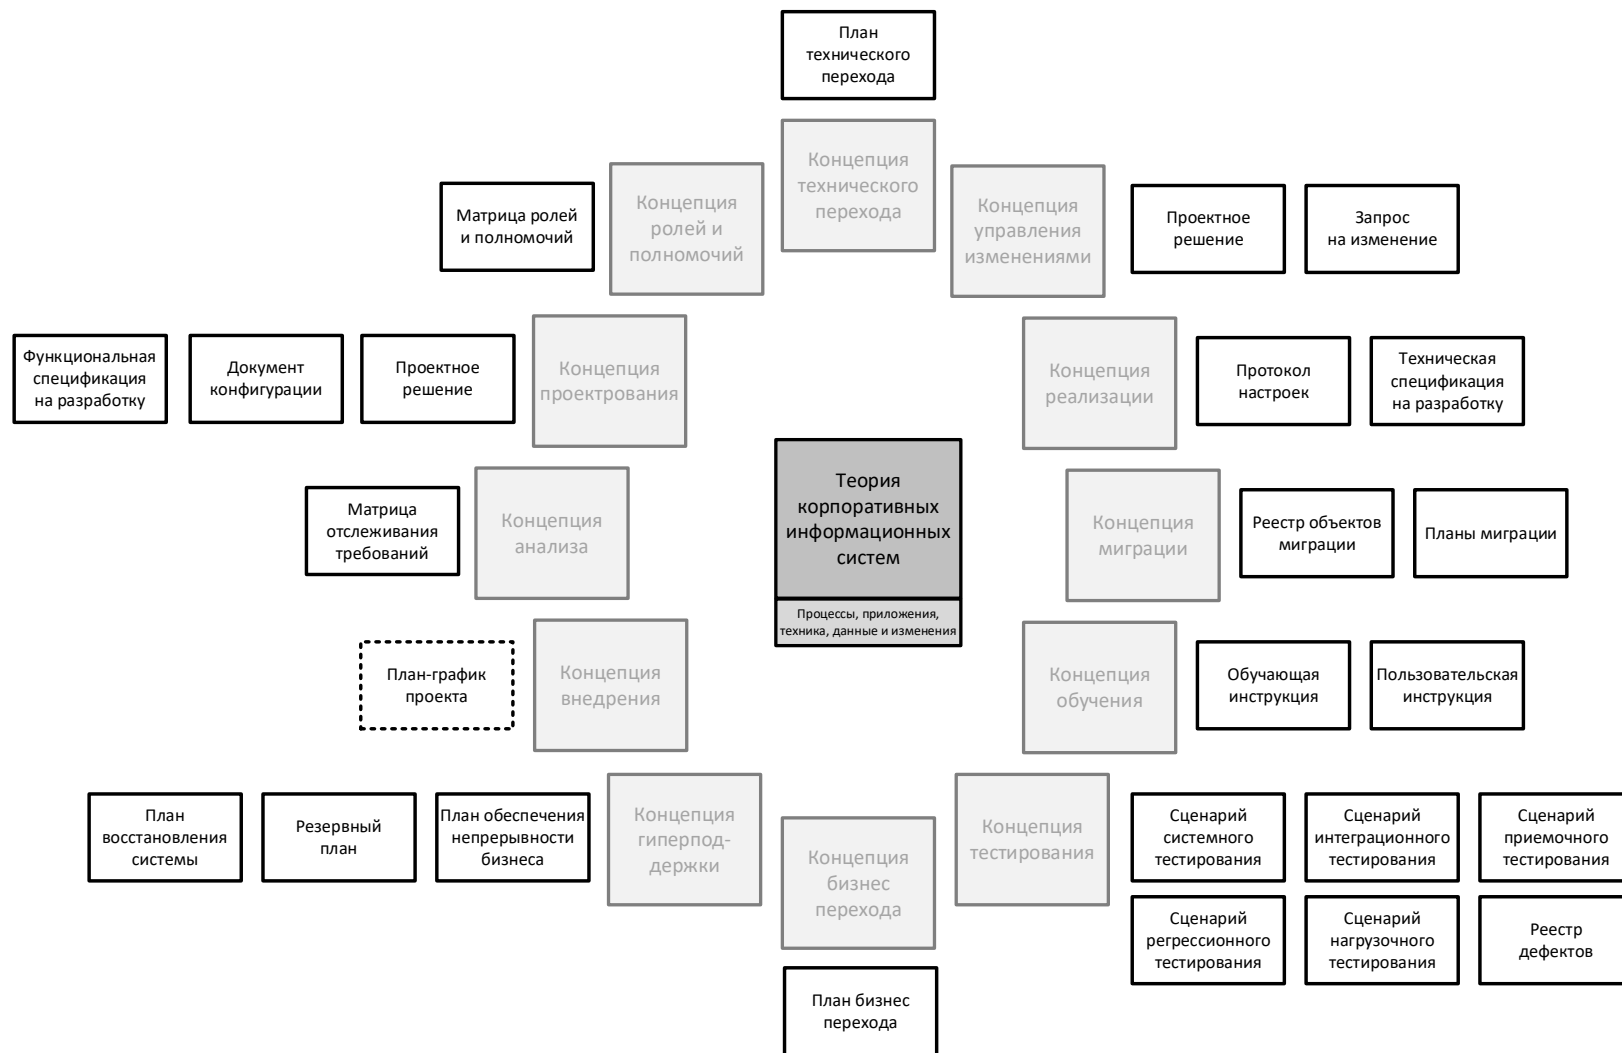 План
технического
перехода
Концепция
технического
перехода
Концепция
ролей и
полномочий
Матрица ролей
и полномочий
Концепция
управления
изменениями
Проектное
решение
Запрос
на изменение
Функциональная
спецификация
на разработку
Документ
конфигурации
Проектное
решение
Концепция
проектрования
Концепция
реализации
Протокол
настроек
Техническая
спецификация
на разработку
Матрица
отслеживания
требований
Концепция
анализа
Теория
корпоративных
информационных
систем
Процессы, приложения,
техника, данные и изменения
Концепция
миграции
Реестр объектов
миграции
Планы миграции
План-график
проекта
Концепция
внедрения
Концепция
обучения
Обучающая
инструкция
Пользовательская
инструкция
План
восстановления
системы
Резервный
план
План обеспечения
непрерывности
бизнеса
Концепция
гиперпод-
держки
Концепция
бизнес
перехода
Концепция
тестирования
Сценарий
системного
тестирования
Сценарий
интеграционного
тестирования
Сценарий
приемочного
тестирования
Сценарий
регрессионного
тестирования
Сценарий
нагрузочного
тестирования
Реестр
дефектов
План бизнес
перехода